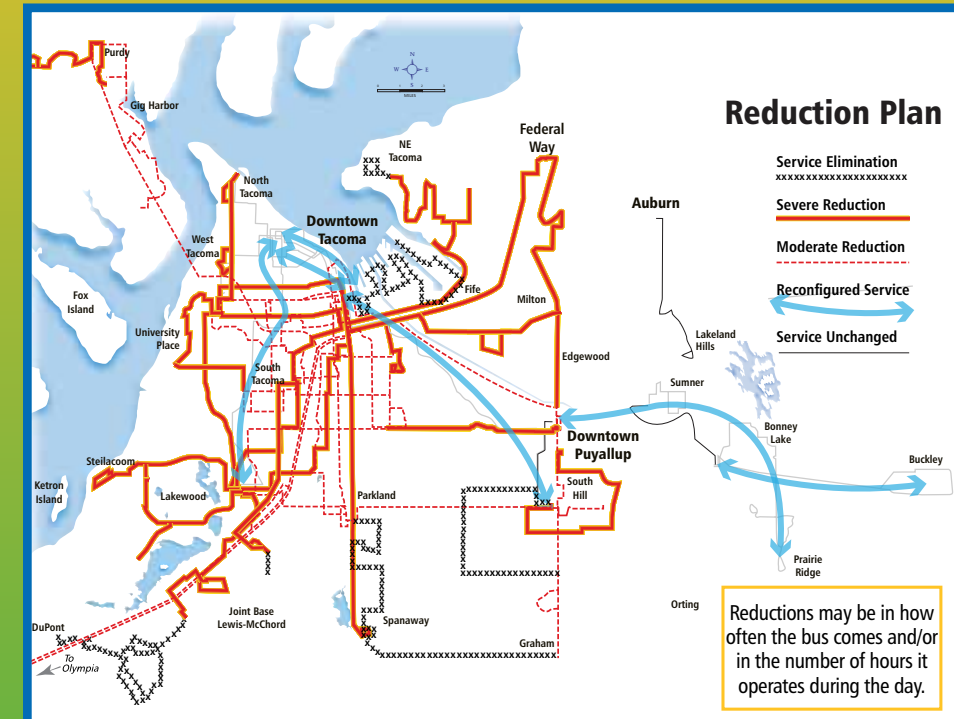 Purdy
Gig Harbor
N
W
E
S
MILES
NE
Tacoma
Federal
Way
Reduction Plan
Service Elimination
xxxxxxxxxxxxxxxxxxxxxx
Severe Reduction
Moderate Reduction
Reconfigured Service
Service Unchanged
North
Tacoma
Auburn
Downtown
Tacoma
West
Tacoma
Fox
Island
Fife
Milton
University
Place
Lakeland
Hills
Edgewood
South
Tacoma
Sumner
Bonney
Lake
Downtown
Puyallup
Steilacoom
Buckley
Ketron
Island
Lakewood
Parkland
South
Hill
Prairie
Ridge
Joint Base
Lewis-McChord
Spanaway
Orting
DuPont
To
Olympia
Graham
Reductions may be in how
often the bus comes and/or
in the number of hours it
operates during the day.